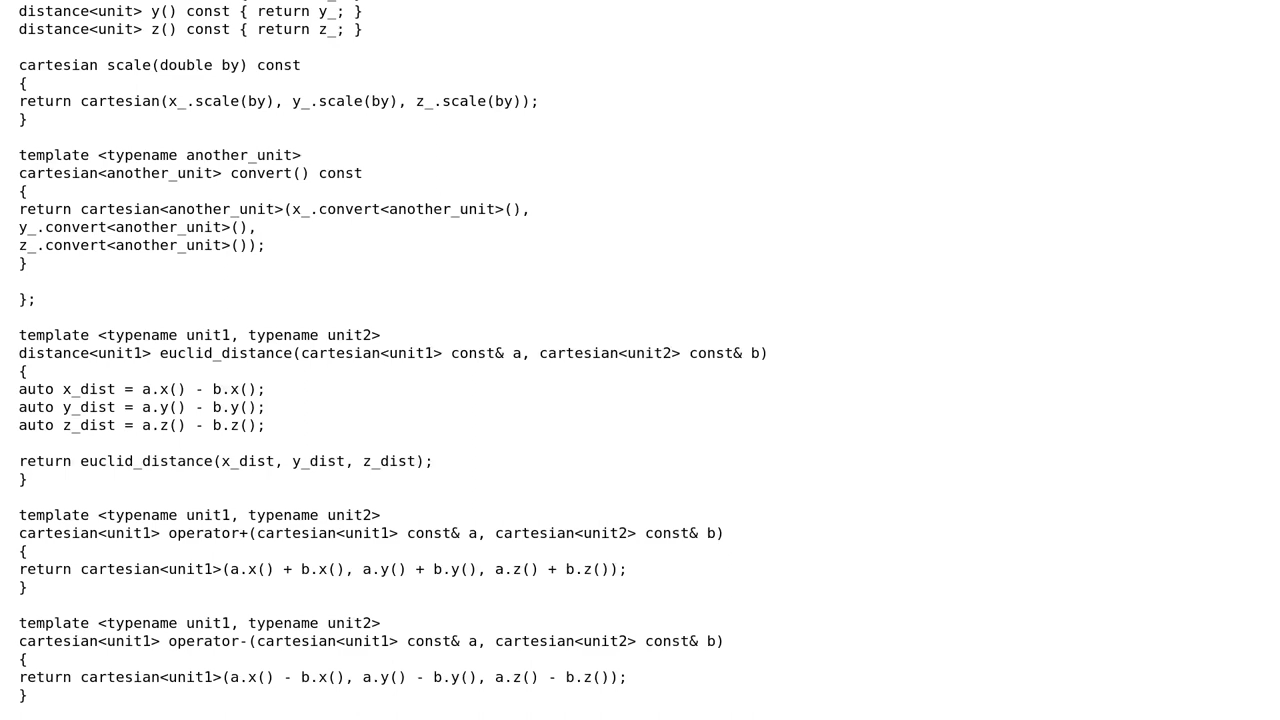 distance<unit> y() const { return y_; }
distance<unit> z() const { return z_; }
cartesian scale(double by) const
{
return cartesian(x_.scale(by), y_.scale(by), z_.scale(by));
}
template <typename another_unit>
cartesian<another_unit> convert() const
{
return cartesian<another_unit>(x_.convert<another_unit>(),
y_.convert<another_unit>(),
z_.convert<another_unit>());
}
};
template <typename unit1, typename unit2>
distance<unit1> euclid_distance(cartesian<unit1> const& a, cartesian<unit2> const& b)
{
auto x_dist = a.x() - b.x();
auto y_dist = a.y() - b.y();
auto z_dist = a.z() - b.z();
return euclid_distance(x_dist, y_dist, z_dist);
}
template <typename unit1, typename unit2>
cartesian<unit1> operator+(cartesian<unit1> const& a, cartesian<unit2> const& b)
{
return cartesian<unit1>(a.x() + b.x(), a.y() + b.y(), a.z() + b.z());
}
template <typename unit1, typename unit2>
cartesian<unit1> operator-(cartesian<unit1> const& a, cartesian<unit2> const& b)
{
return cartesian<unit1>(a.x() - b.x(), a.y() - b.y(), a.z() - b.z());
}